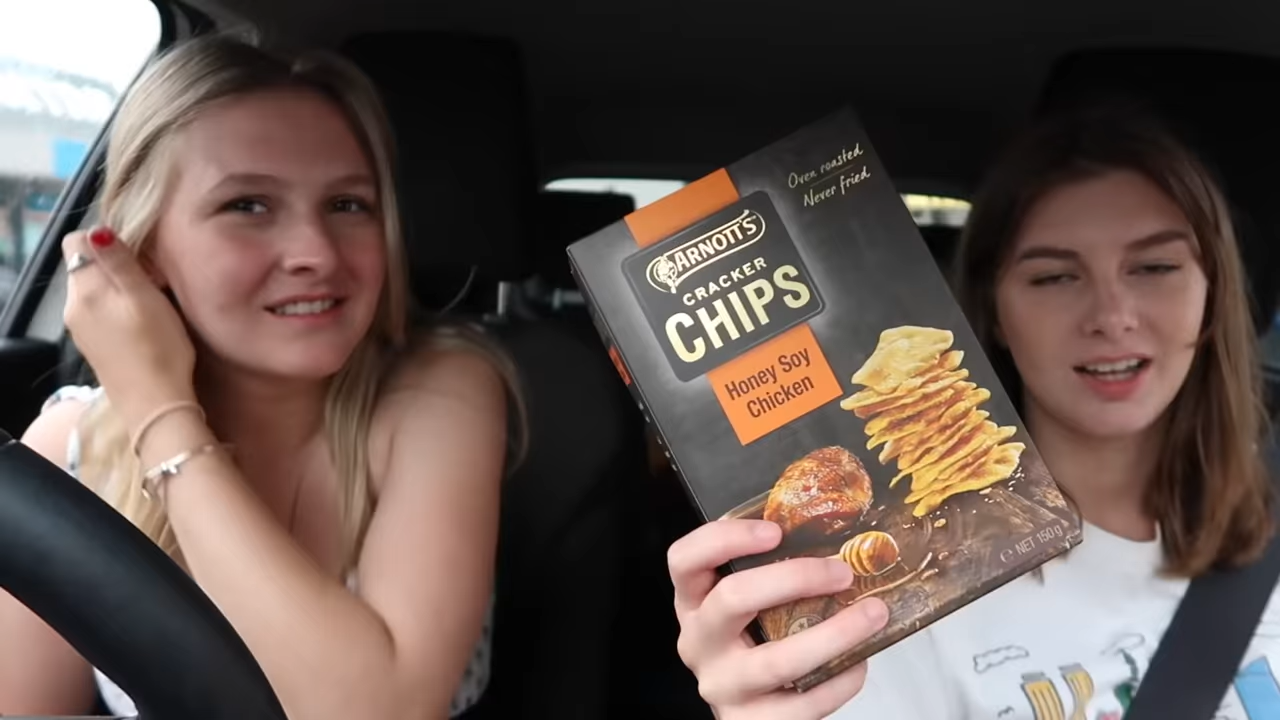 Oven roasted
Never fried
ARNOTT'S
CRACKER
CHIPS
Honey Soy
Chicken
℮ NET 150g